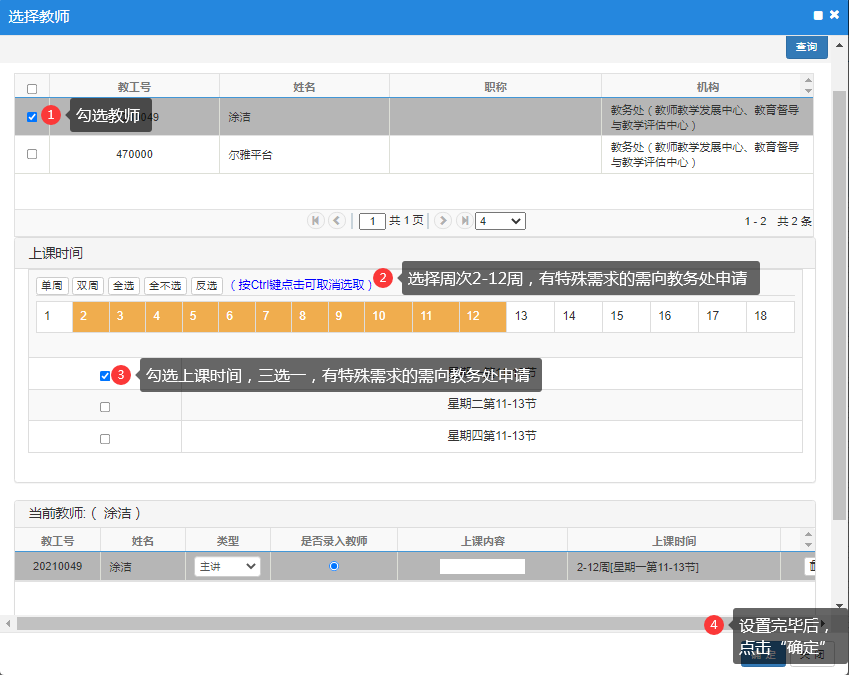 选择教师
查询
教工号 姓名 职称 机构
1 勾选教师 049 涂洁 教务处（教师教学发展中心、教育督导
与教学评估中心）
470000 尔雅平台 教务处（教师教学发展中心、教育督导
与教学评估中心）
1 共 1 页 4 1 - 2 共 2 条
上课时间
单周 双周 全选 全不选 反选 （按Ctrl键点击可取消选取） 2 选择周次2-12周，有特殊需求的需向教务处申请
1 2 3 4 5 6 7 8 9 10 11 12 13 14 15 16 17 18
3 勾选上课时间，三选一，有特殊需求的需向教务处申请
星期二第11-13节
星期四第11-13节
当前教师:（ 涂洁 ）
教工号 姓名 类型 是否录入教师 上课内容 上课时间
20210049 涂洁 主讲 2-12周[星期一第11-13节]
4 设置完毕后，
点击“确定”